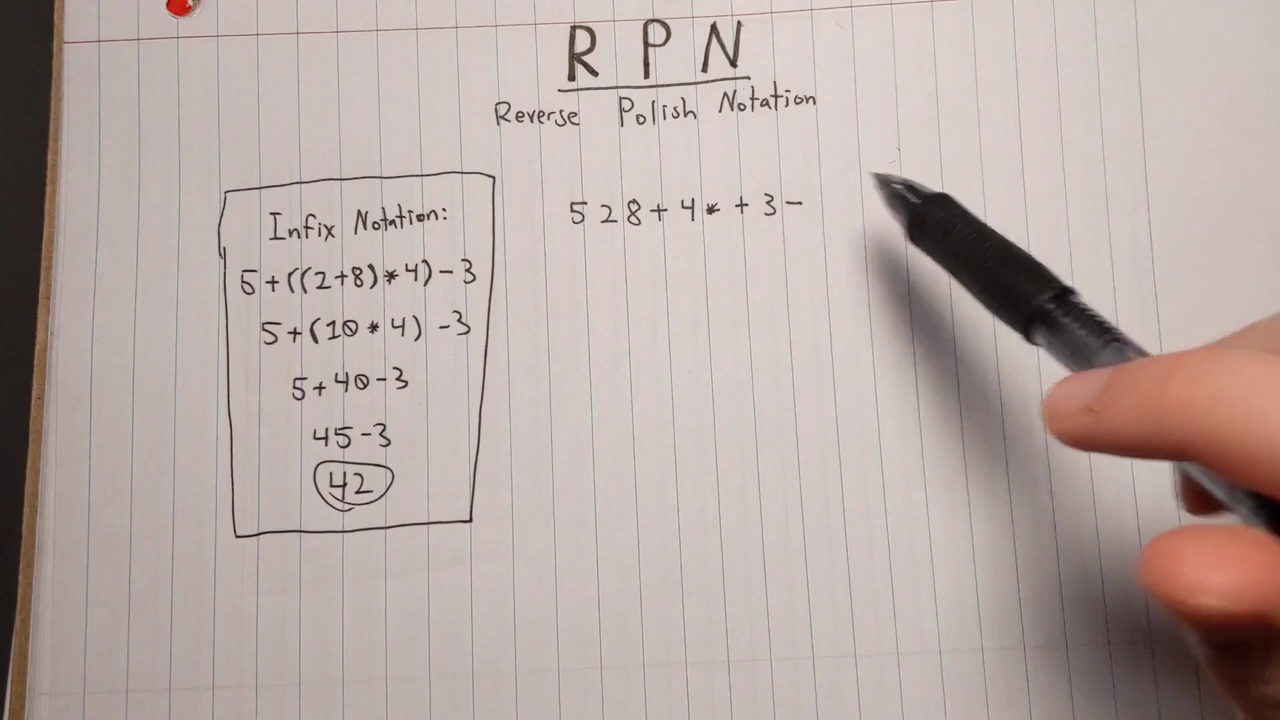 R P N
Reverse Polish Notation
Infix Notation:
5+((2+8)*4)-3
5+(10*4)-3
5+40-3
45-3
42
5 2 8 + 4 * + 3 -